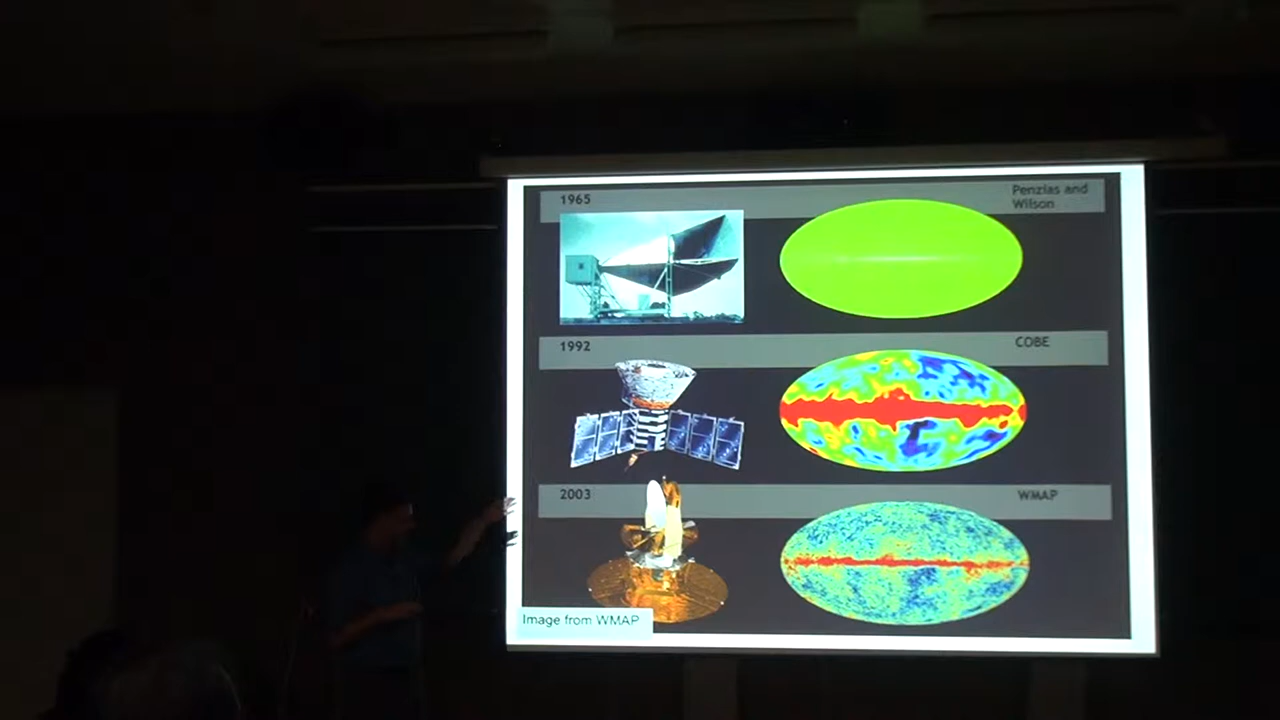 1965
Penzias and
Wilson
1992
COBE
2003
WMAP
Image from WMAP